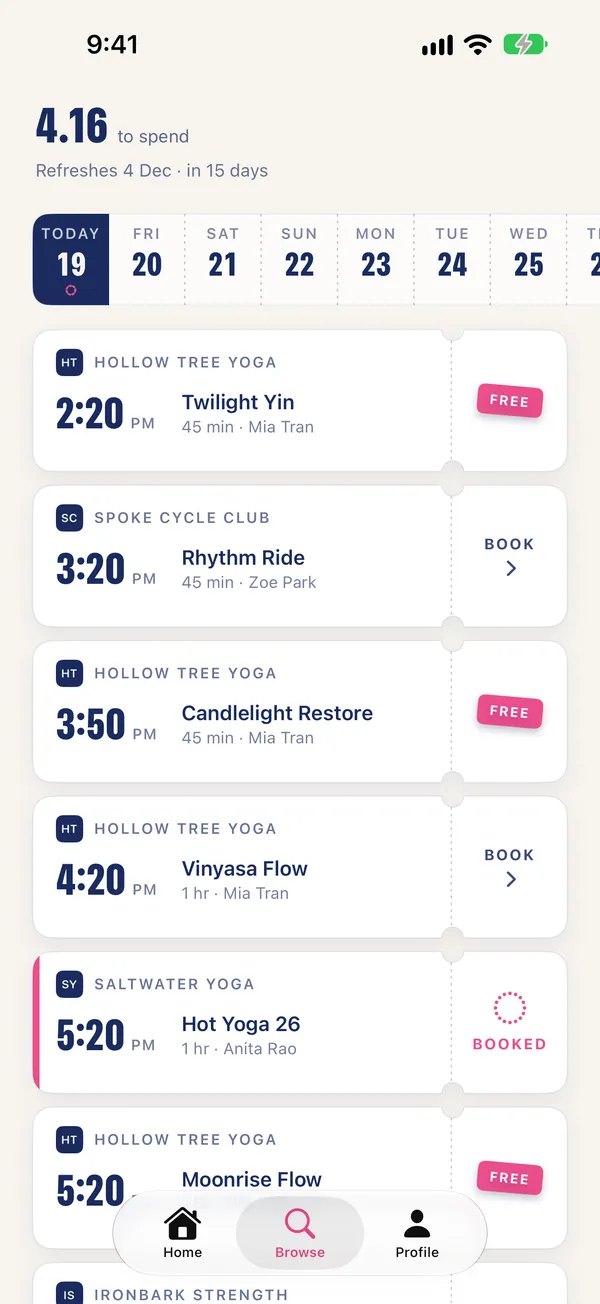 9:41
4.16 to spend
Refreshes 4 Dec · in 15 days
TODAY FRI SAT SUN MON TUE WED
19 20 21 22 23 24 25
HT HOLLOW TREE YOGA
2:20 PM Twilight Yin
45 min · Mia Tran
FREE
SC SPOKE CYCLE CLUB
3:20 PM Rhythm Ride
45 min · Zoe Park
BOOK
HT HOLLOW TREE YOGA
3:50 PM Candlelight Restore
45 min · Mia Tran
FREE
HT HOLLOW TREE YOGA
4:20 PM Vinyasa Flow
1 hr · Mia Tran
BOOK
SY SALTWATER YOGA
5:20 PM Hot Yoga 26
1 hr · Anita Rao
BOOKED
HT HOLLOW TREE YOGA
5:20 Moonrise Flow
FREE
Home Browse Profile
IS IRONBARK STRENGTH